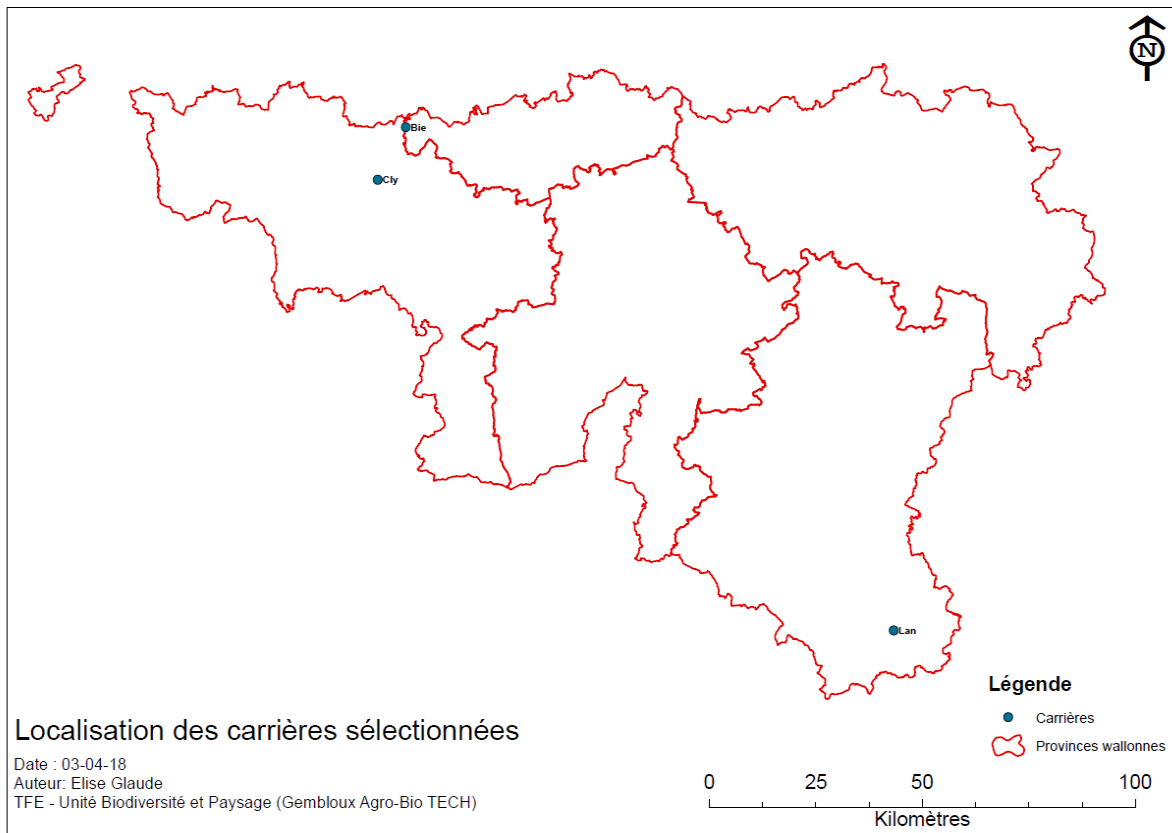 N
Bie
Cly
Lan
Légende
Carrières
Provinces wallonnes
Localisation des carrières sélectionnées
Date : 03-04-18
Auteur: Elise Glaude
TFE - Unité Biodiversité et Paysage (Gembloux Agro-Bio TECH)
0 25 50 100
Kilomètres